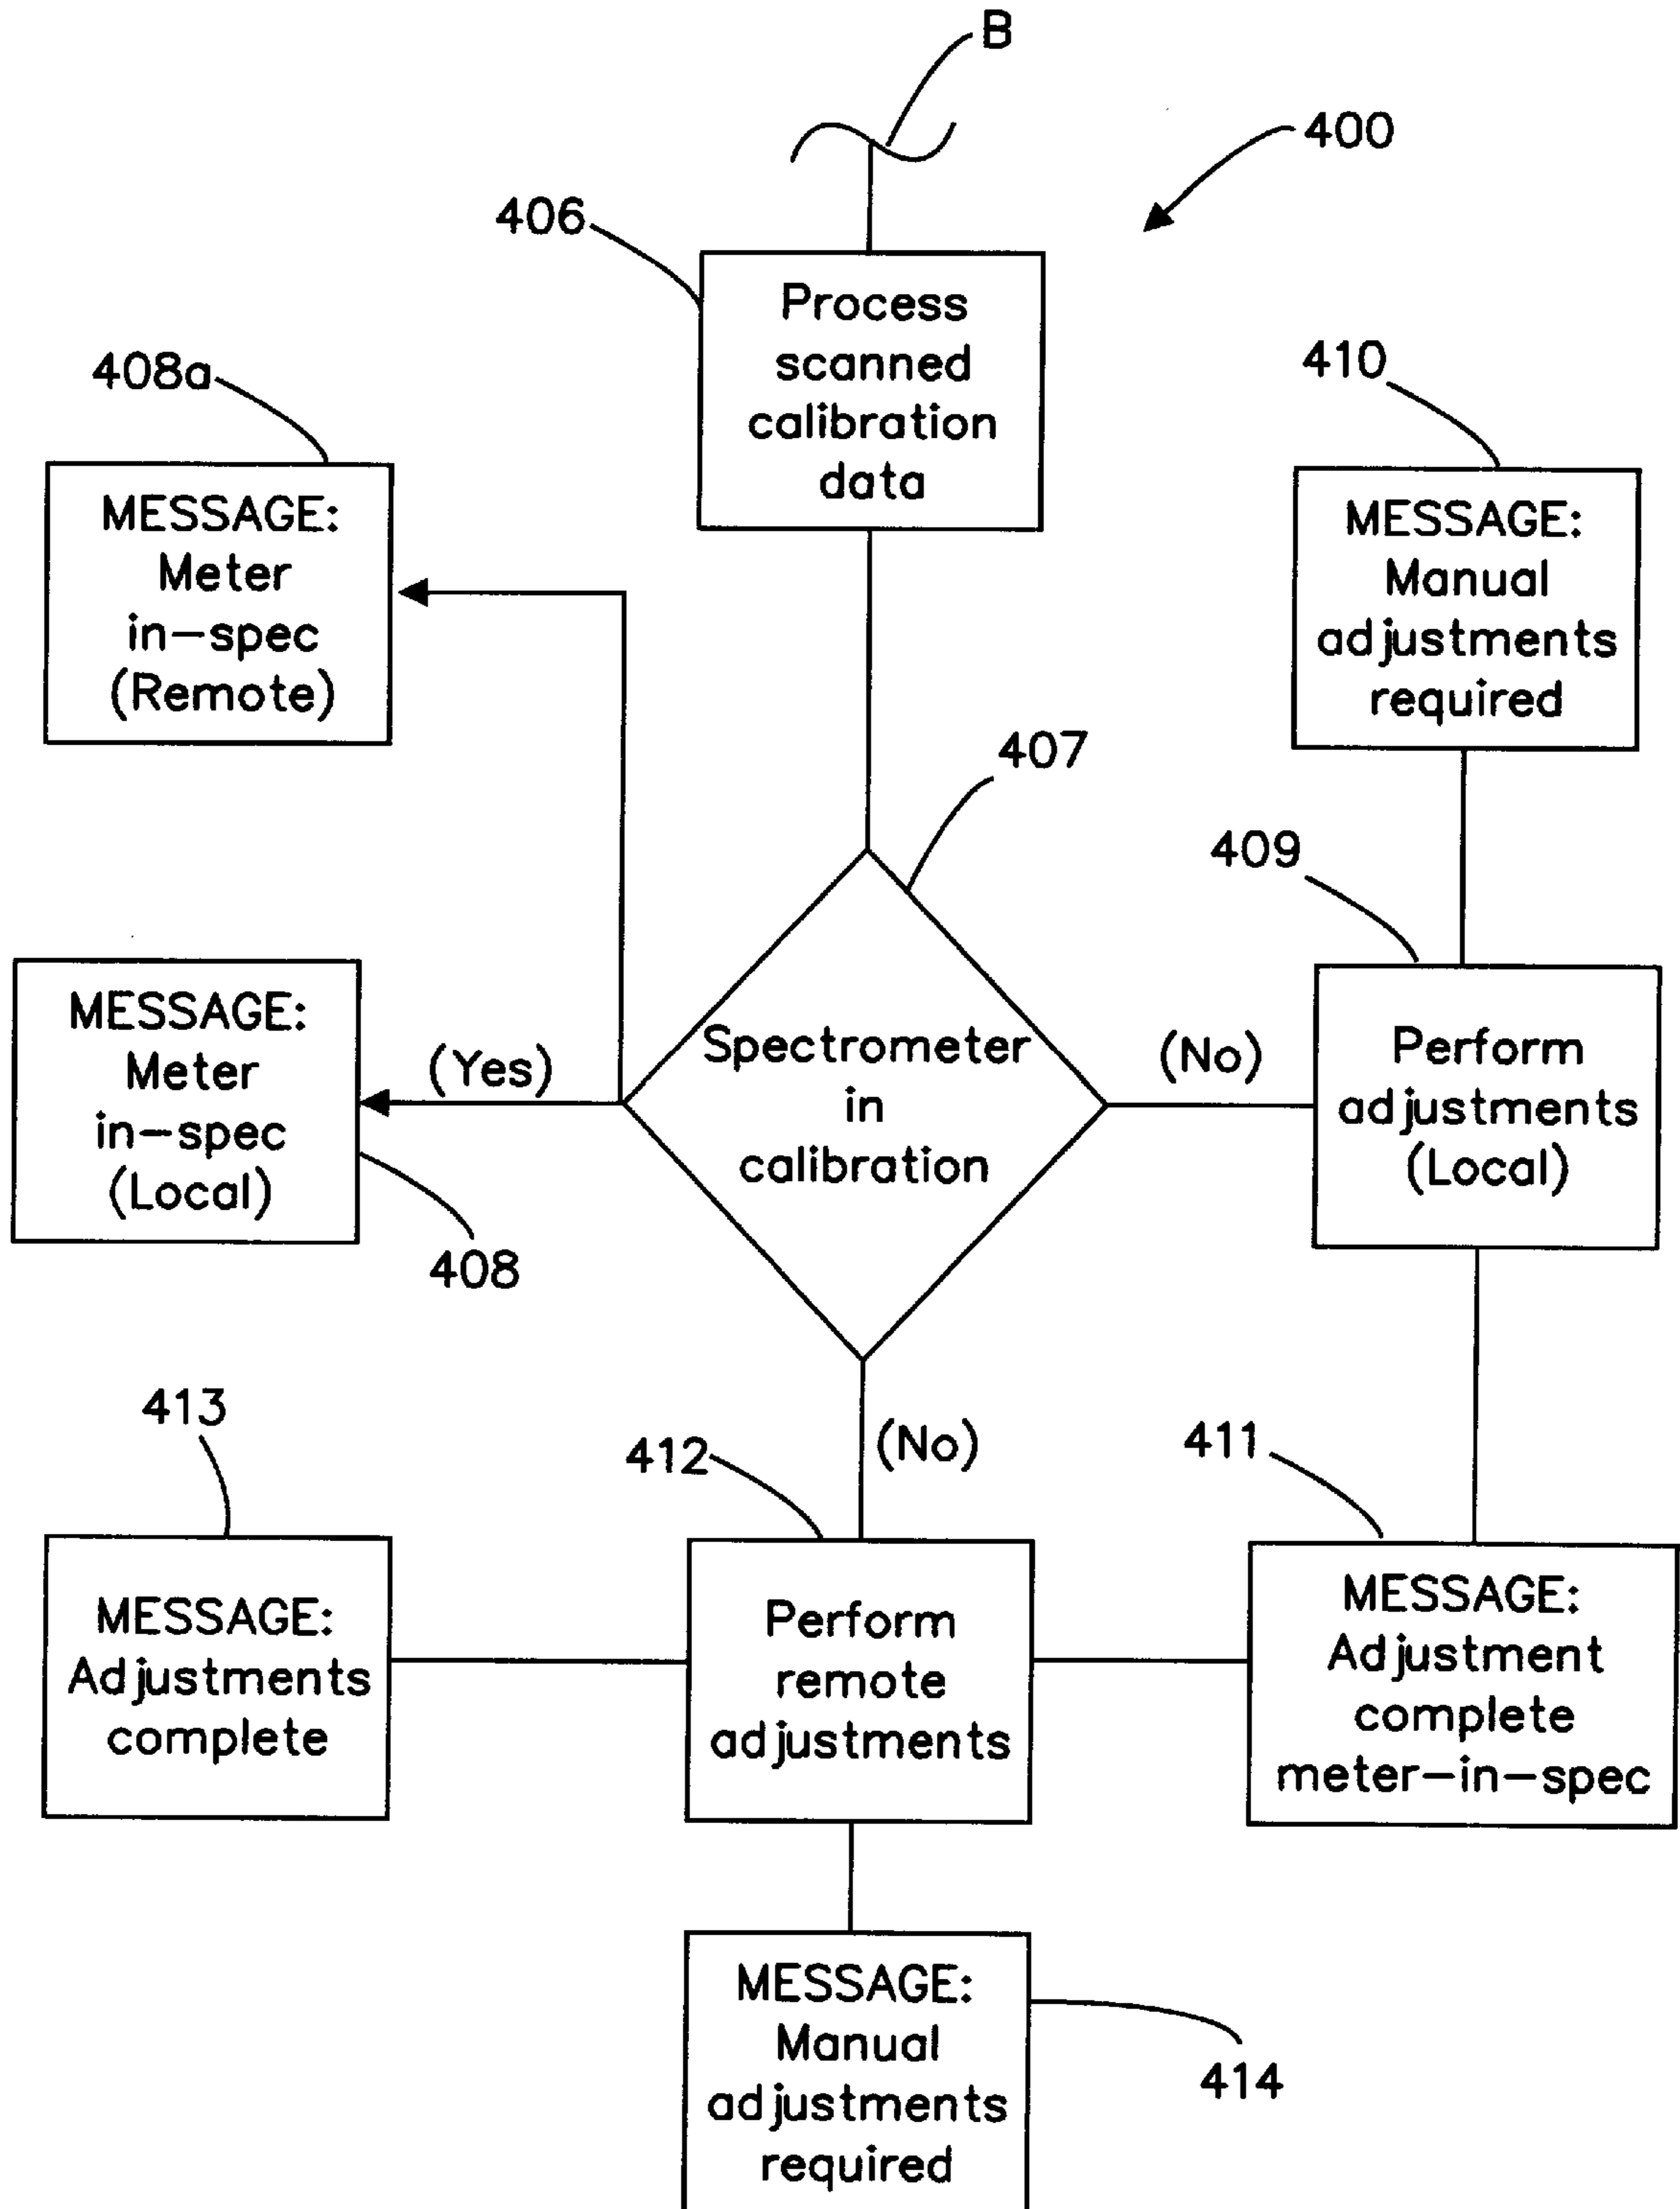 B
400
406
Process
scanned
calibration
data
408a
MESSAGE:
Meter
in-spec
(Remote)
410
MESSAGE:
Manual
adjustments
required
407
409
MESSAGE:
Meter
in-spec
(Local)
(Yes)
408
Spectrometer
in
calibration
(No)
Perform
adjustments
(Local)
413
412
(No)
411
MESSAGE:
Adjustments
complete
Perform
remote
adjustments
MESSAGE:
Adjustment
complete
meter-in-spec
MESSAGE:
Manual
adjustments
required
414